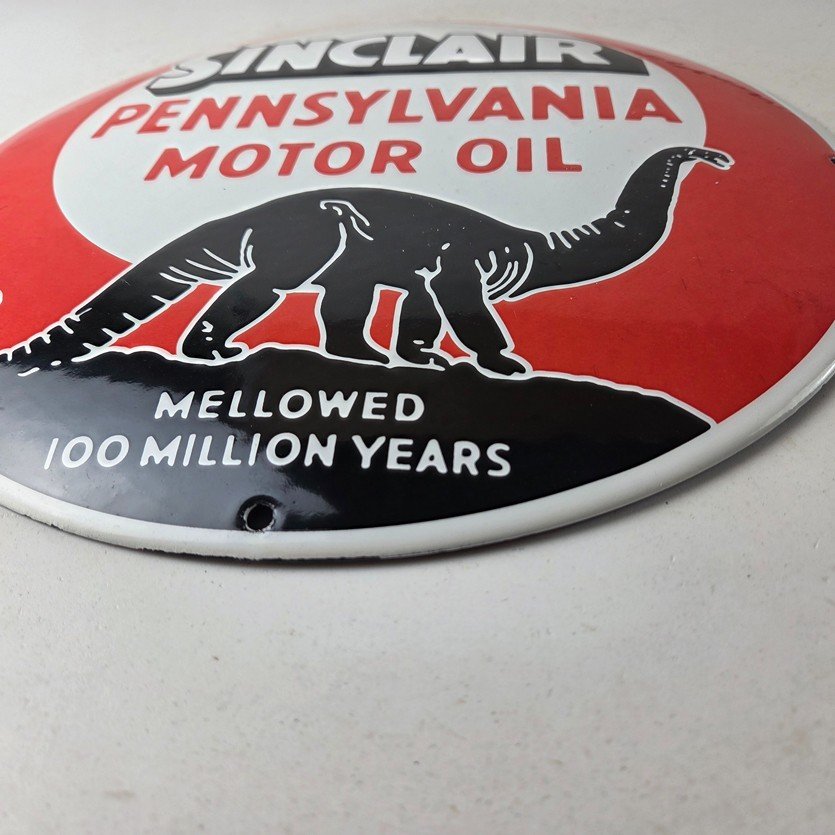 SINCLAIR
PENNSYLVANIA
MOTOR OIL
MELLOWED
100 MILLION YEARS